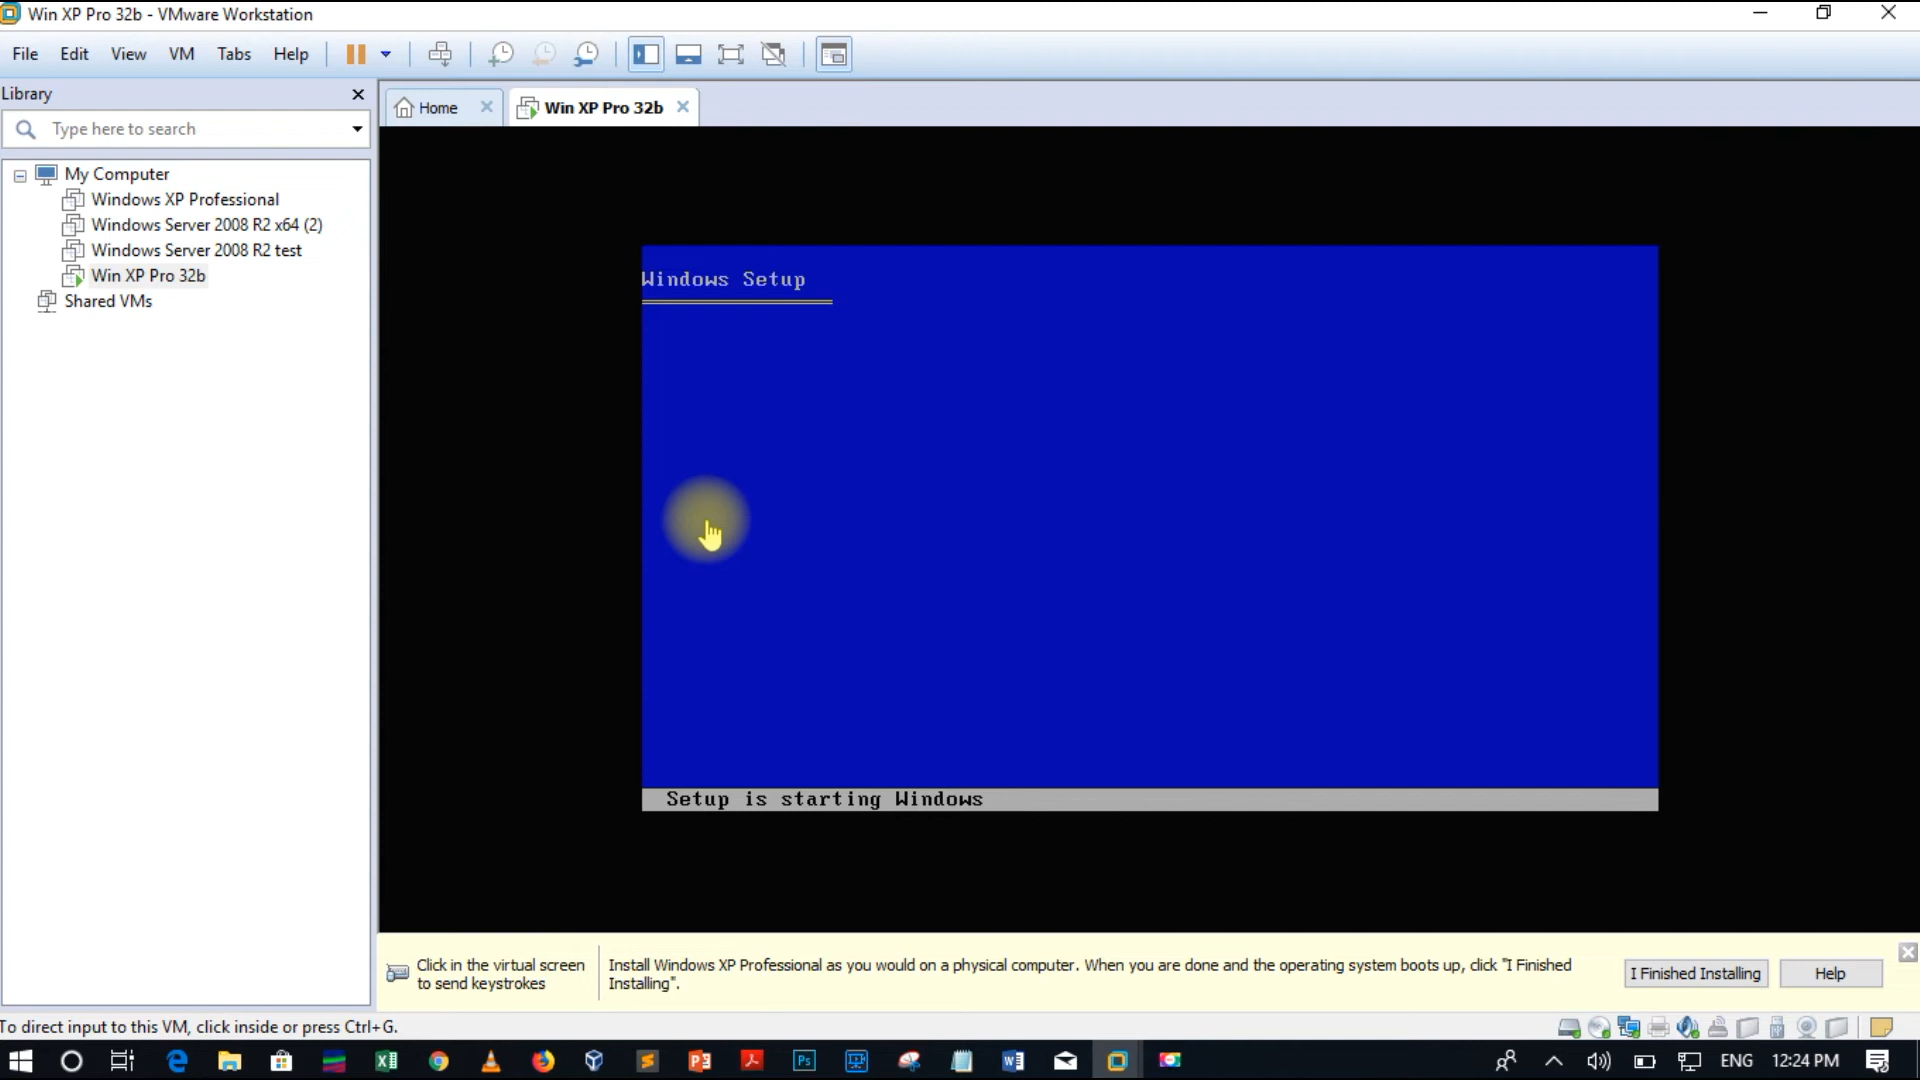 Win XP Pro 32b - VMware Workstation
File Edit View VM Tabs Help
Library
Type here to search
Home
Win XP Pro 32b
My Computer
Windows XP Professional
Windows Server 2008 R2 x64 (2)
Windows Server 2008 R2 test
Win XP Pro 32b
Shared VMs
Windows Setup
Setup is starting Windows
Click in the virtual screen
to send keystrokes
Install Windows XP Professional as you would on a physical computer. When you are done and the operating system boots up, click "I Finished
Installing".
I Finished Installing
Help
To direct input to this VM, click inside or press Ctrl+G.
ENG 12:24 PM